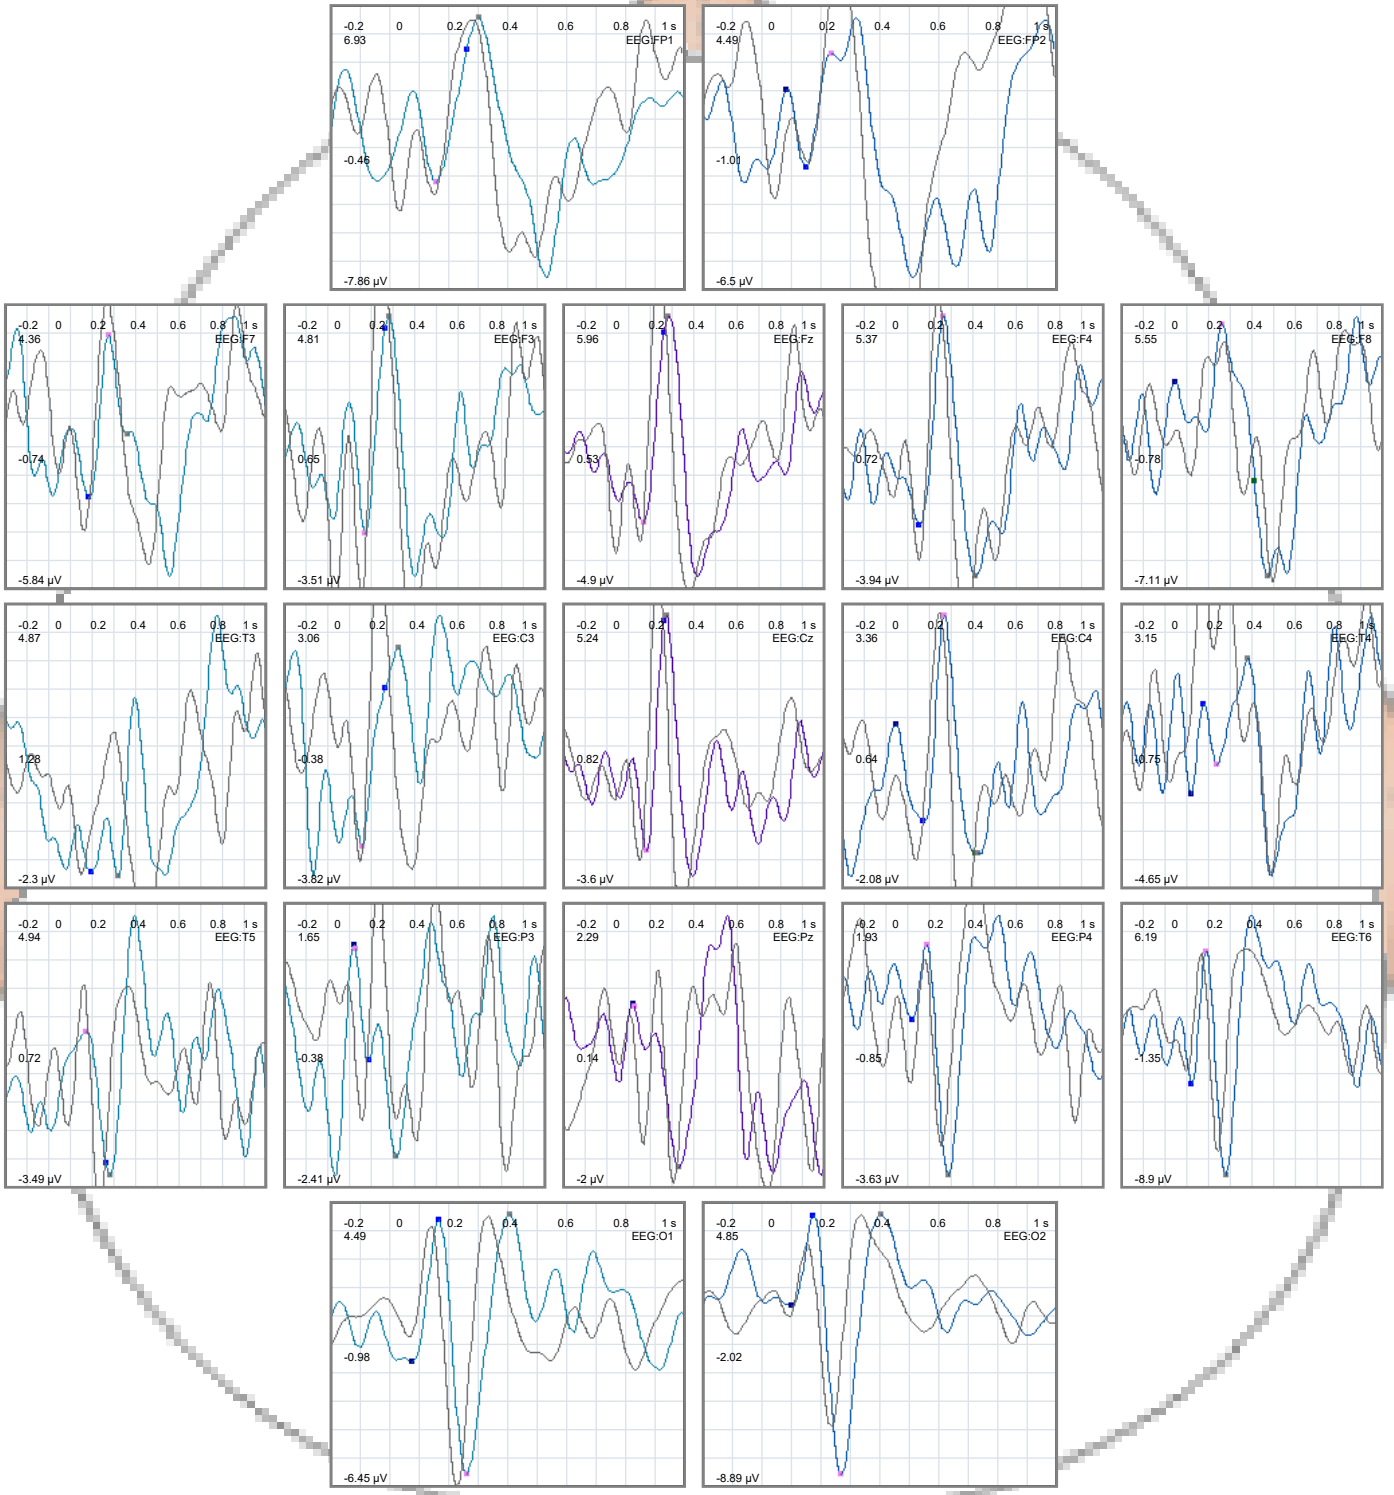 -0.2 0 0.2 0.4 0.6 0.8 1 s
6.93 EEG:FP1
-0.46
-7.86 µV
-0.2 0 0.2 0.4 0.6 0.8 1 s
4.49 EEG:FP2
-1.01
-6.5 µV
-0.2 0 0.2 0.4 0.6 0.8 1 s
4.36 EEG:F7
-0.74
-5.84 µV
-0.2 0 0.2 0.4 0.6 0.8 1 s
4.81 EEG:F3
0.65
-3.51 µV
-0.2 0 0.2 0.4 0.6 0.8 1 s
5.96 EEG:Fz
0.53
-4.9 µV
-0.2 0 0.2 0.4 0.6 0.8 1 s
5.37 EEG:F4
0.72
-3.94 µV
-0.2 0 0.2 0.4 0.6 0.8 1 s
5.55 EEG:F8
-0.78
-7.11 µV
-0.2 0 0.2 0.4 0.6 0.8 1 s
4.87 EEG:T3
1.28
-2.3 µV
-0.2 0 0.2 0.4 0.6 0.8 1 s
3.06 EEG:C3
-0.38
-3.82 µV
-0.2 0 0.2 0.4 0.6 0.8 1 s
5.24 EEG:Cz
0.82
-3.6 µV
-0.2 0 0.2 0.4 0.6 0.8 1 s
3.36 EEG:C4
0.64
-2.08 µV
-0.2 0 0.2 0.4 0.6 0.8 1 s
3.15 EEG:T4
-0.75
-4.65 µV
-0.2 0 0.2 0.4 0.6 0.8 1 s
4.94 EEG:T5
0.72
-3.49 µV
-0.2 0 0.2 0.4 0.6 0.8 1 s
1.65 EEG:P3
-0.38
-2.41 µV
-0.2 0 0.2 0.4 0.6 0.8 1 s
2.29 EEG:Pz
0.14
-2 µV
-0.2 0 0.2 0.4 0.6 0.8 1 s
1.93 EEG:P4
-0.85
-3.63 µV
-0.2 0 0.2 0.4 0.6 0.8 1 s
6.19 EEG:T6
-1.35
-8.9 µV
-0.2 0 0.2 0.4 0.6 0.8 1 s
4.49 EEG:O1
-0.98
-6.45 µV
-0.2 0 0.2 0.4 0.6 0.8 1 s
4.85 EEG:O2
-2.02
-8.89 µV